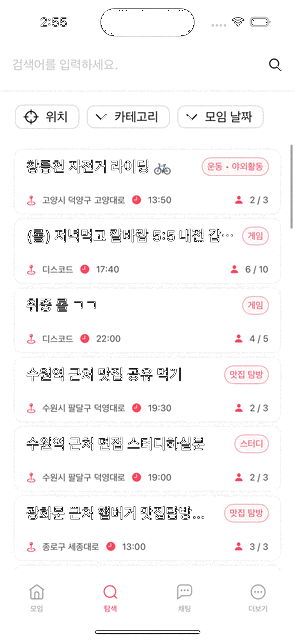 2:55
검색어를 입력하세요.
위치 카테고리 모임 날짜
창릉천 자전거 라이딩 🚲 운동 • 야외활동
고양시 덕양구 고양대로 13:50 2 / 3
(롤) 저녁먹고 칼바람 5:5 내전 같… 게임
디스코드 17:40 6 / 10
취중 롤 ㄱㄱ 게임
디스코드 22:00 4 / 5
수원역 근처 맛집 공유 먹기 맛집 탐방
수원시 팔달구 덕영대로 19:30 2 / 3
수원역 근처 면접 스터디하실분 스터디
수원시 팔달구 덕영대로 19:00 2 / 3
광화문 근처 햄버거 맛집탐방… 맛집 탐방
종로구 세종대로 13:00 3 / 3
모임 탐색 채팅 더보기